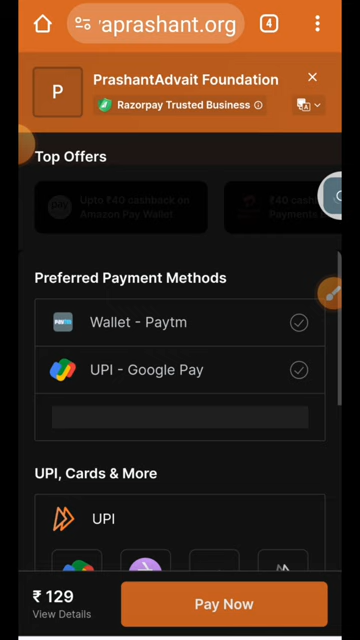 aprashant.org
4
P
PrashantAdvait Foundation
Razorpay Trusted Business
Top Offers
Upto ₹40 cashback on
Amazon Pay Wallet
₹40 cash
Payments
Preferred Payment Methods
Wallet - Paytm
UPI - Google Pay
UPI, Cards & More
UPI
₹ 129
View Details
Pay Now